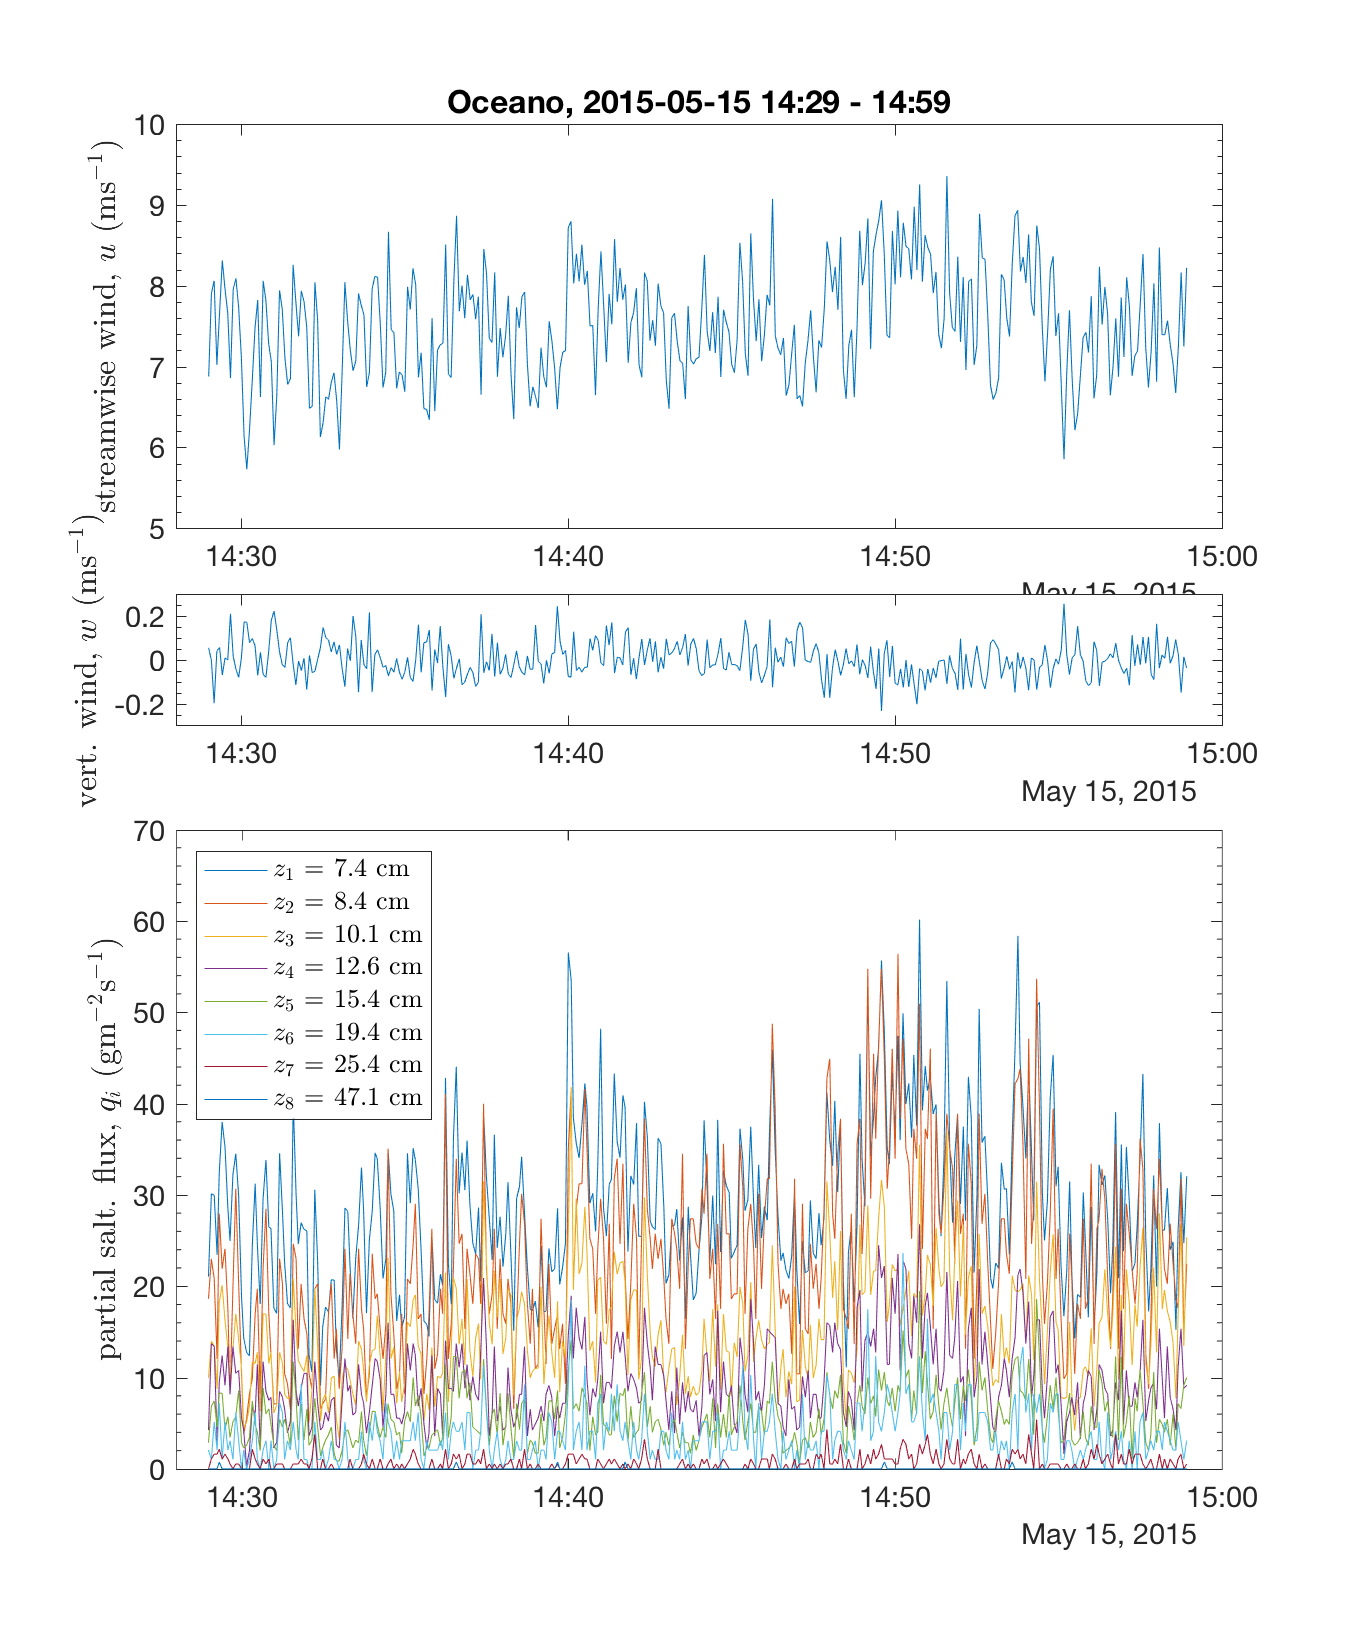 Oceano, 2015-05-15 14:29 - 14:59
streamwise wind, u (ms⁻¹)
10
9
8
7
6
5
14:30 14:40 14:50 15:00
May 15, 2015
vert. wind, w (ms⁻¹)
0.2
0
-0.2
14:30 14:40 14:50 15:00
May 15, 2015
partial salt. flux, qᵢ (gm⁻²s⁻¹)
70
60
50
40
30
20
10
0
z₁ = 7.4 cm
z₂ = 8.4 cm
z₃ = 10.1 cm
z₄ = 12.6 cm
z₅ = 15.4 cm
z₆ = 19.4 cm
z₇ = 25.4 cm
z₈ = 47.1 cm
14:30 14:40 14:50 15:00
May 15, 2015